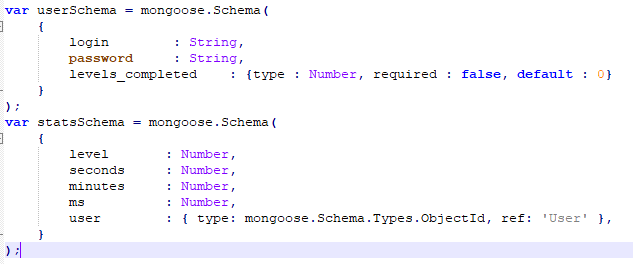 var userSchema = mongoose.Schema(
{
login : String,
password : String,
levels_completed : {type : Number, required : false, default : 0}
}
);
var statsSchema = mongoose.Schema(
{
level : Number,
seconds : Number,
minutes : Number,
ms : Number,
user : { type: mongoose.Schema.Types.ObjectId, ref: 'User' },
}
);